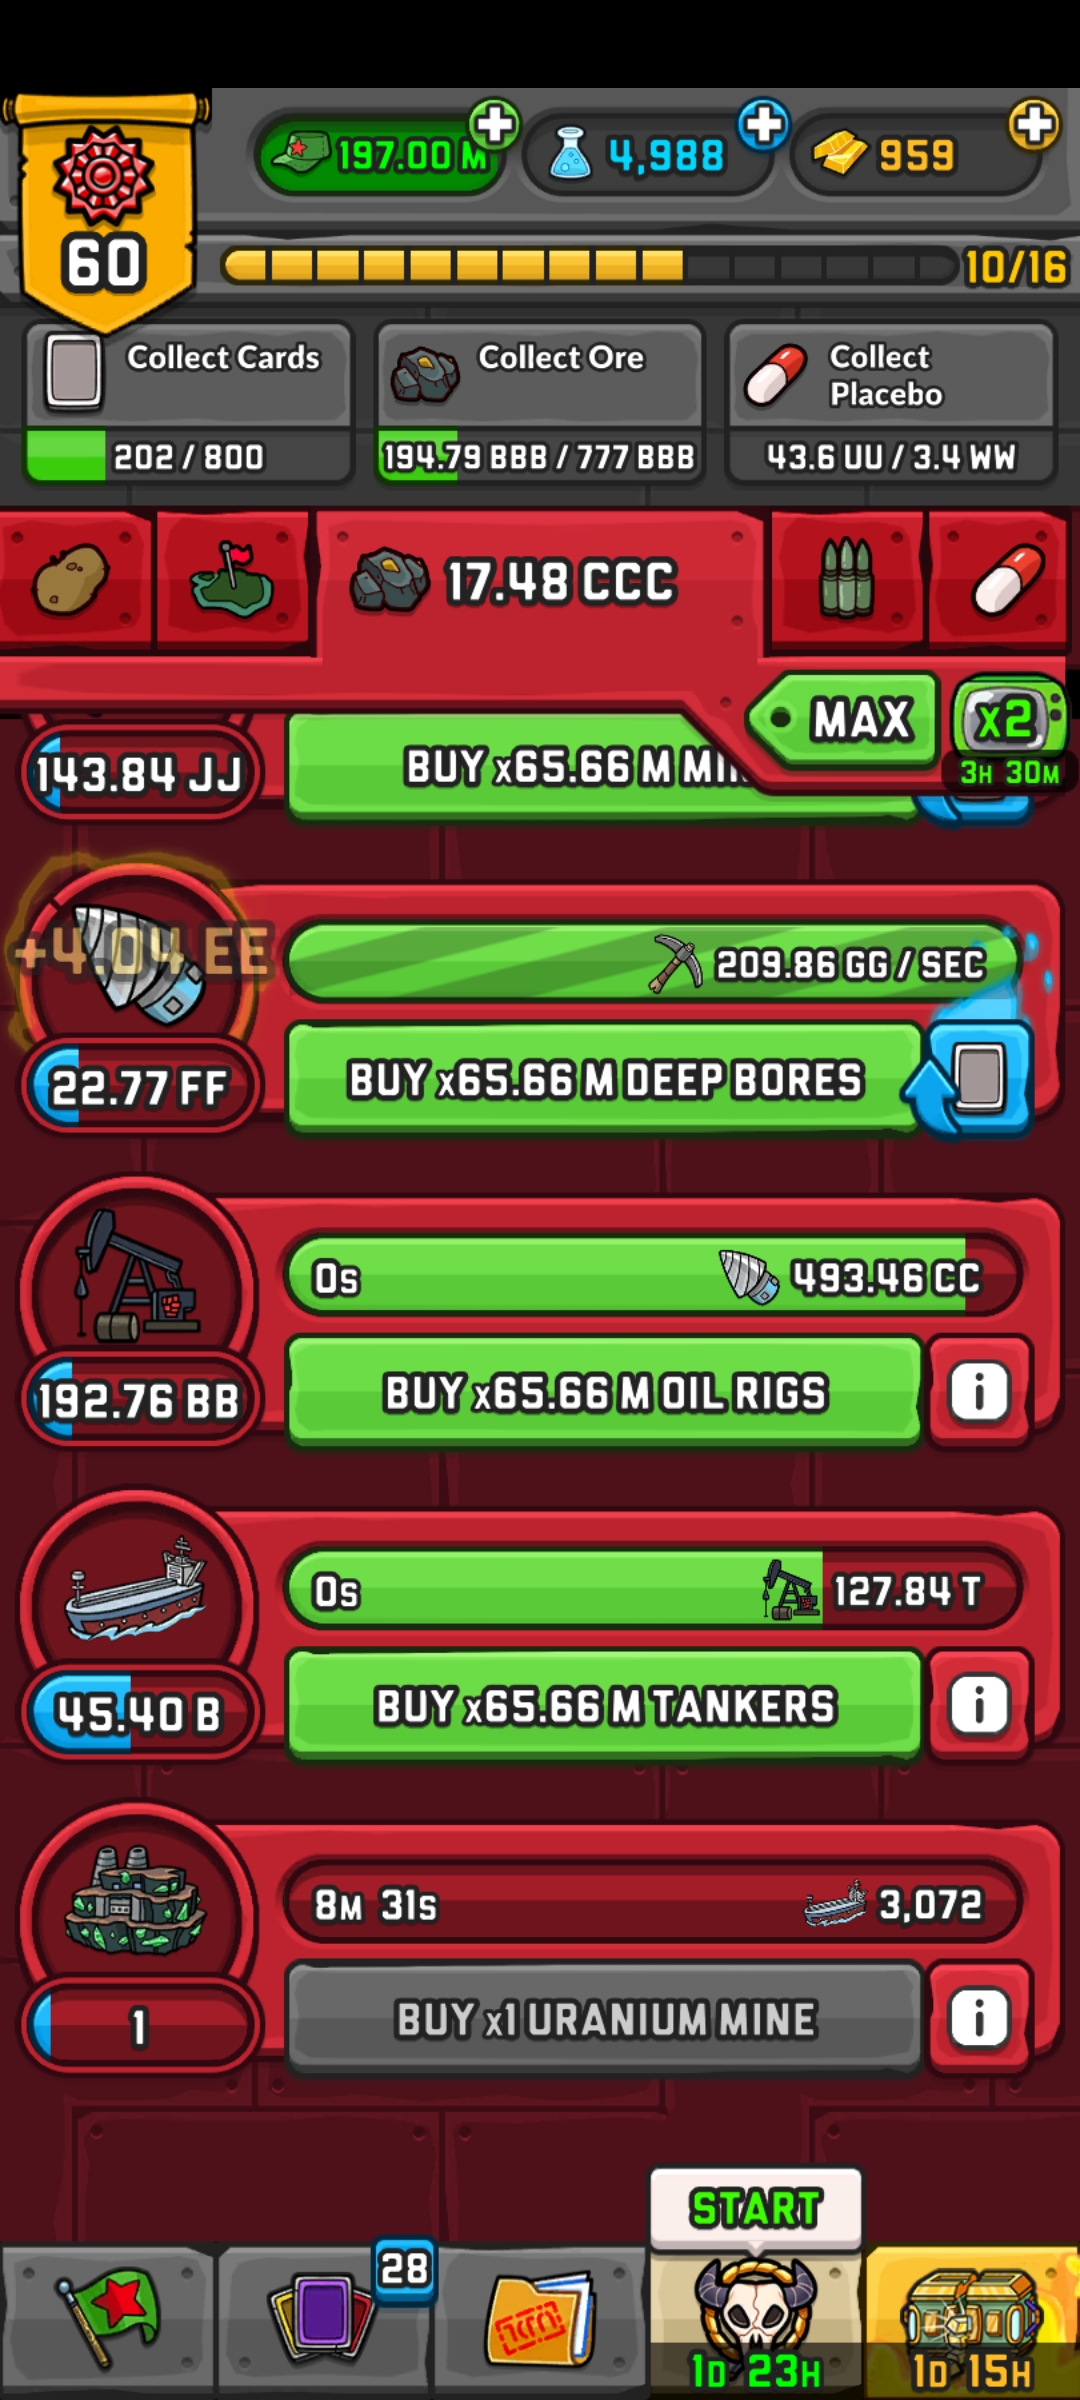 197.00 M
4,988
959
60
10/16
Collect Cards
202 / 800
Collect Ore
194.79 BBB / 777 BBB
Collect
Placebo
43.6 UU / 3.4 WW
17.48 CCC
MAX
x2
3H 30M
143.84 JJ
BUY x65.66 M
+4.04 EE
209.86 GG / SEC
22.77 FF
BUY x65.66 M DEEP BORES
0s
493.46 CC
192.76 BB
BUY x65.66 M OIL RIGS
0s
127.84 T
45.40 B
BUY x65.66 M TANKERS
8M 31s
3,072
1
BUY x1 URANIUM MINE
START
28
1D 23H
1D 15H